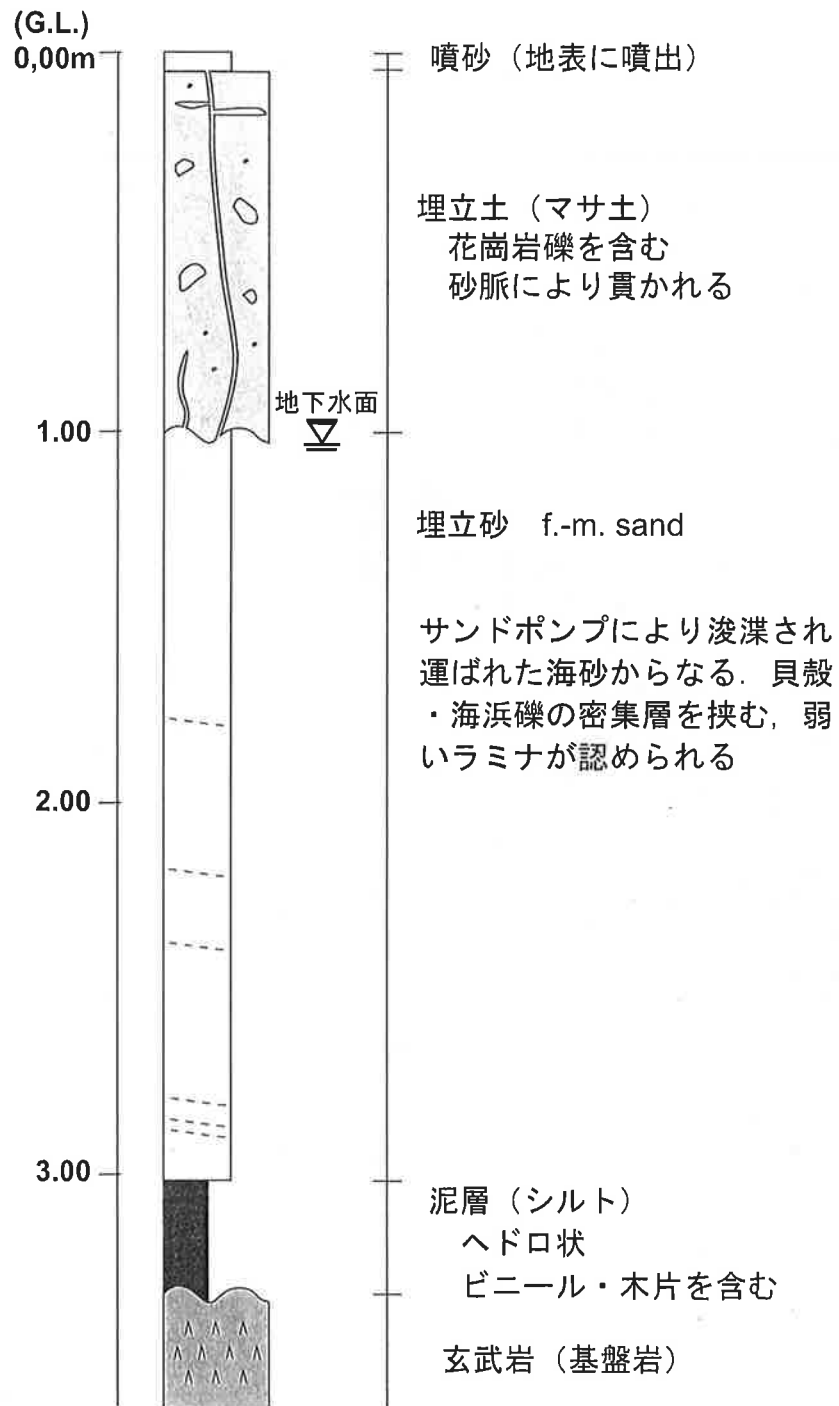 (G.L.)
0,00m
噴砂（地表に噴出）
埋立土（マサ土）
花崗岩礫を含む
砂脈により貫かれる
地下水面
1.00
埋立砂 f.-m. sand
サンドポンプにより浚渫され
運ばれた海砂からなる．貝殻
・海浜礫の密集層を挟む，弱
いラミナが認められる
2.00
3.00
泥層（シルト）
ヘドロ状
ビニール・木片を含む
玄武岩（基盤岩）